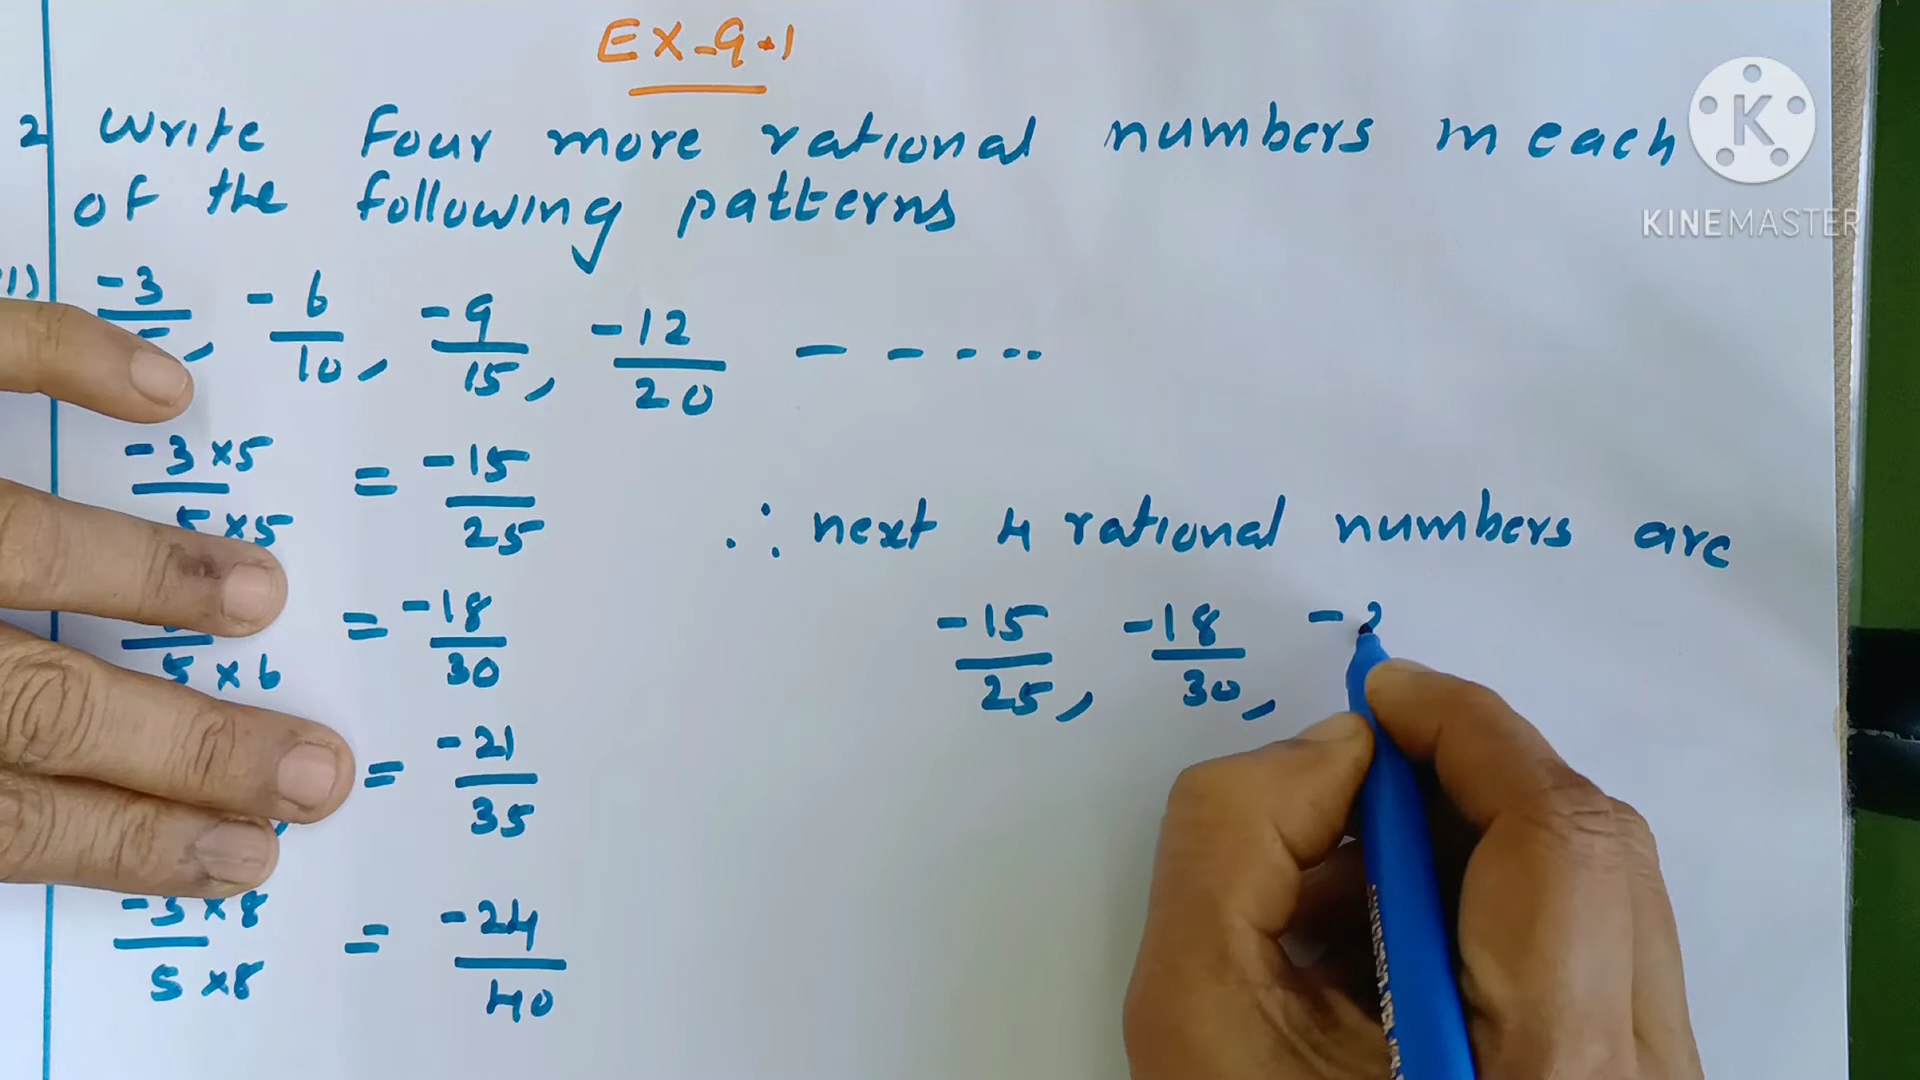 Ex-9.1
2 Write four more rational numbers in each
of the following patterns
1) -3/5, -6/10, -9/15, -12/20 - - - ..
-3×5/5×5 = -15/25
5×6 = -18/30
= -21/35
-3×8/5×8 = -24/40
∴ next 4 rational numbers are
-15/25, -18/30, -2
K
KINEMASTER